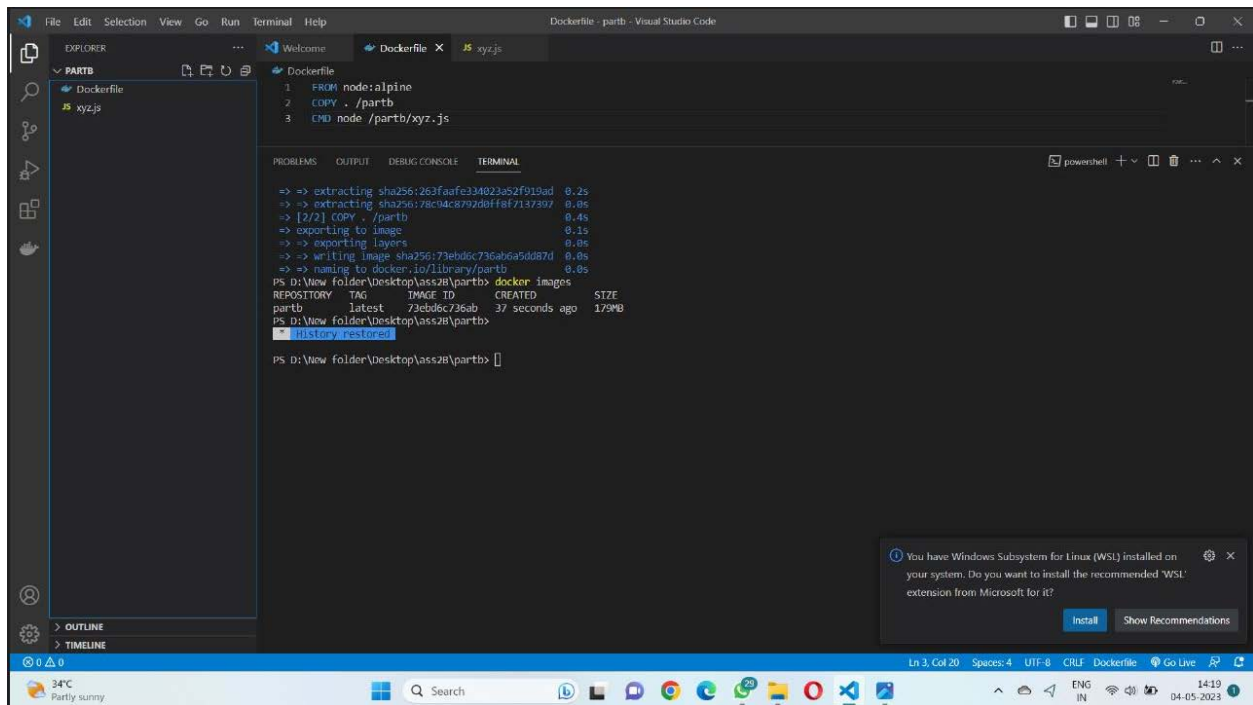 File Edit Selection View Go Run Terminal Help
Dockerfile - partb - Visual Studio Code
EXPLORER
PARTB
Dockerfile
JS xyz.js
OUTLINE
TIMELINE
Welcome
Dockerfile
JS xyz.js
Dockerfile
1 FROM node:alpine
2 COPY . /partb
3 CMD node /partb/xyz.js
PROBLEMS OUTPUT DEBUG CONSOLE TERMINAL
powershell
=> => extracting sha256:263faafe334023a52f919ad 0.2s
=> => extracting sha256:78c94c8792d0ff8f7137397 0.0s
=> [2/2] COPY . /partb 0.4s
=> exporting to image 0.1s
=> => exporting layers 0.0s
=> => writing image sha256:73ebd6c736ab6a5dd87d 0.0s
=> => naming to docker.io/library/partb 0.0s
PS D:\New folder\Desktop\ass2B\partb> docker images
REPOSITORY TAG IMAGE ID CREATED SIZE
partb latest 73ebd6c736ab 37 seconds ago 179MB
PS D:\New folder\Desktop\ass2B\partb>
* History restored
PS D:\New folder\Desktop\ass2B\partb>
You have Windows Subsystem for Linux (WSL) installed on
your system. Do you want to install the recommended 'WSL'
extension from Microsoft for it?
Install
Show Recommendations
0 0
Ln 3, Col 20 Spaces: 4 UTF-8 CRLF Dockerfile Go Live
34°C
Partly sunny
Search
29
ENG
IN
14:19
04-05-2023